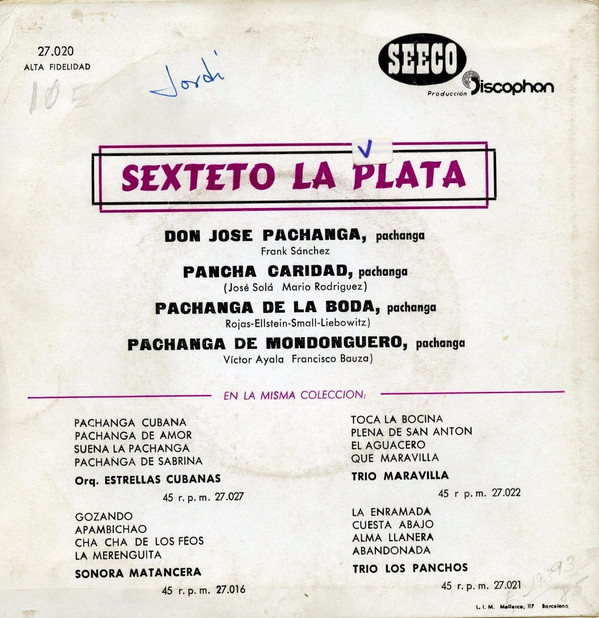 27.020
ALTA FIDELIDAD
10 E
Jordi
SEECO
Producción Discophon
V
SEXTETO LA PLATA
DON JOSE PACHANGA, pachanga
Frank Sánchez
PANCHA CARIDAD, pachanga
(José Solá Mario Rodriguez)
PACHANGA DE LA BODA, pachanga
Rojas-Ellstein-Small-Liebowitz)
PACHANGA DE MONDONGUERO, pachanga
Víctor Ayala Francisco Bauza)
EN LA MISMA COLECCION:
PACHANGA CUBANA
PACHANGA DE AMOR
SUENA LA PACHANGA
PACHANGA DE SABRINA
Orq. ESTRELLAS CUBANAS
45 r. p. m. 27.027
GOZANDO
APAMBICHAO
CHA CHA DE LOS FEOS
LA MERENGUITA
SONORA MATANCERA
45 r. p. m. 27.016
TOCA LA BOCINA
PLENA DE SAN ANTON
EL AGUACERO
QUE MARAVILLA
TRIO MARAVILLA
45 r p. m. 27.022
LA ENRAMADA
CUESTA ABAJO
ALMA LLANERA
ABANDONADA
TRIO LOS PANCHOS
45 r. p. m. 27.021
L. I. M. Mallorca, 117 Barcelona